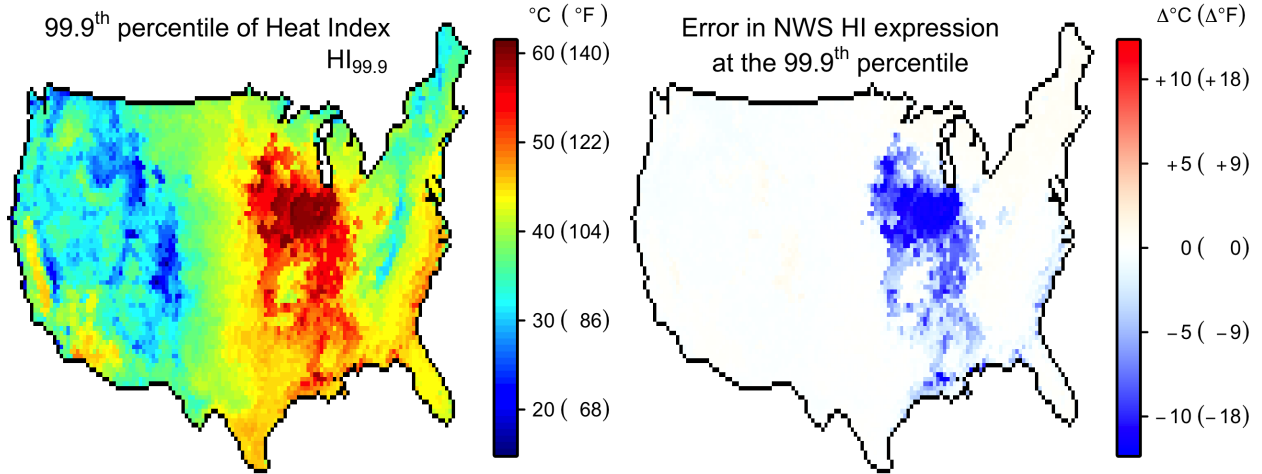 99.9th percentile of Heat Index
HI99.9
°C ( °F )
60 (140)
50 (122)
40 (104)
30 ( 86)
20 ( 68)
Error in NWS HI expression
at the 99.9th percentile
Δ°C (Δ°F)
+10 (+18)
+5 ( +9)
0 ( 0)
−5 ( −9)
−10 (−18)